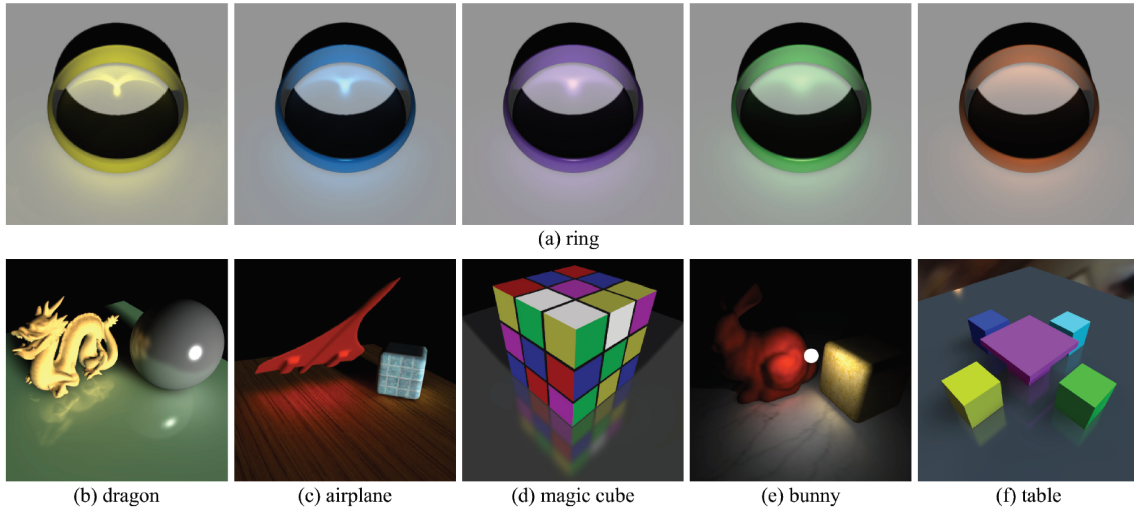 (a) ring
(b) dragon
(c) airplane
(d) magic cube
(e) bunny
(f) table